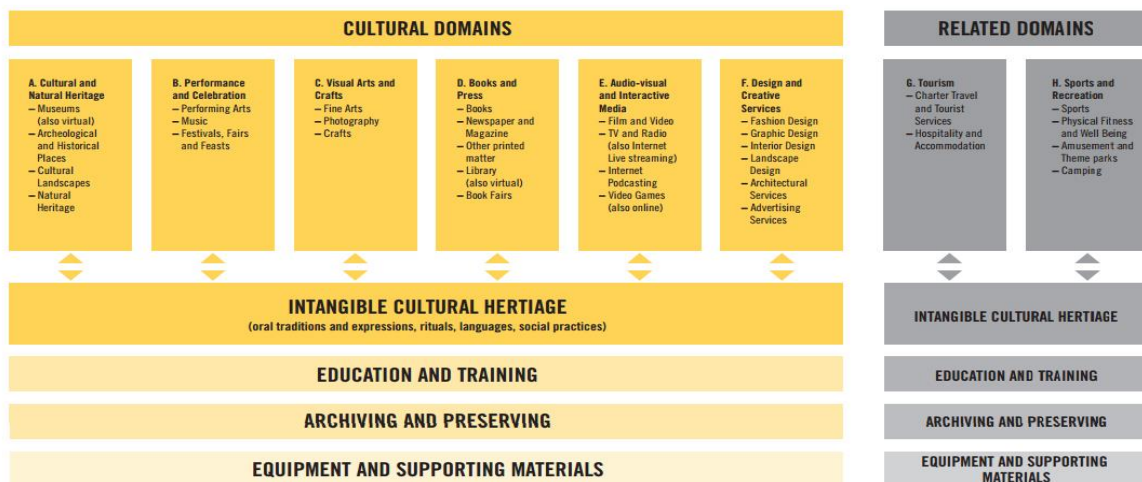 CULTURAL DOMAINS
A. Cultural and
Natural Heritage
– Museums
(also virtual)
– Archeological
and Historical
Places
– Cultural
Landscapes
– Natural
Heritage
B. Performance
and Celebration
– Performing Arts
– Music
– Festivals, Fairs
and Feasts
C. Visual Arts and
Crafts
– Fine Arts
– Photography
– Crafts
D. Books and
Press
– Books
– Newspaper and
Magazine
– Other printed
matter
– Library
(also virtual)
– Book Fairs
E. Audio-visual
and Interactive
Media
– Film and Video
– TV and Radio
(also Internet
Live streaming)
– Internet
Podcasting
– Video Games
(also online)
F. Design and
Creative
Services
– Fashion Design
– Graphic Design
– Interior Design
– Landscape
Design
– Architectural
Services
– Advertising
Services
INTANGIBLE CULTURAL HERTIAGE
(oral traditions and expressions, rituals, languages, social practices)
EDUCATION AND TRAINING
ARCHIVING AND PRESERVING
EQUIPMENT AND SUPPORTING MATERIALS
RELATED DOMAINS
G. Tourism
– Charter Travel
and Tourist
Services
– Hospitality and
Accommodation
H. Sports and
Recreation
– Sports
– Physical Fitness
and Well Being
– Amusement and
Theme parks
– Camping
INTANGIBLE CULTURAL HERTIAGE
EDUCATION AND TRAINING
ARCHIVING AND PRESERVING
EQUIPMENT AND SUPPORTING
MATERIALS